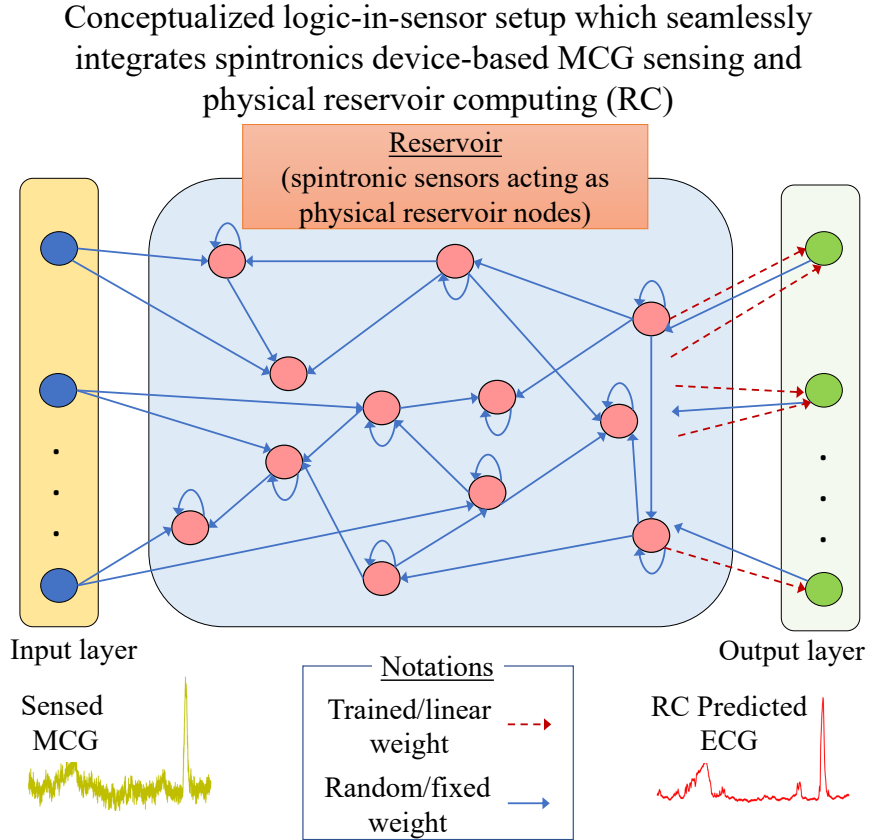 Conceptualized logic-in-sensor setup which seamlessly
integrates spintronics device-based MCG sensing and
physical reservoir computing (RC)
Reservoir
(spintronic sensors acting as
physical reservoir nodes)
Input layer
Output layer
Sensed
MCG
Notations
Trained/linear
weight
Random/fixed
weight
RC Predicted
ECG